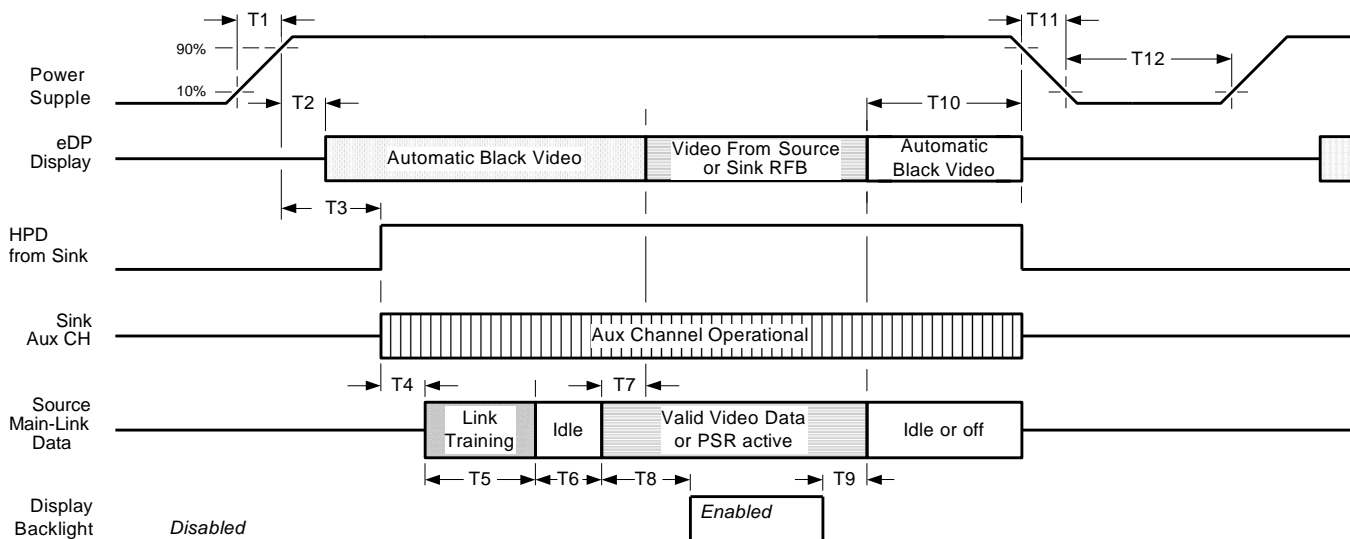 T1
T11
90%
T12
Power
Supple
10%
T2
T10
eDP
Display
Automatic Black Video
Video From Source
or Sink RFB
Automatic
Black Video
T3
HPD
from Sink
Sink
Aux CH
Aux Channel Operational
T4
T7
Source
Main-Link
Data
Link
Training
Idle
Valid Video Data
or PSR active
Idle or off
T5
T6
T8
T9
Display
Backlight
Disabled
Enabled